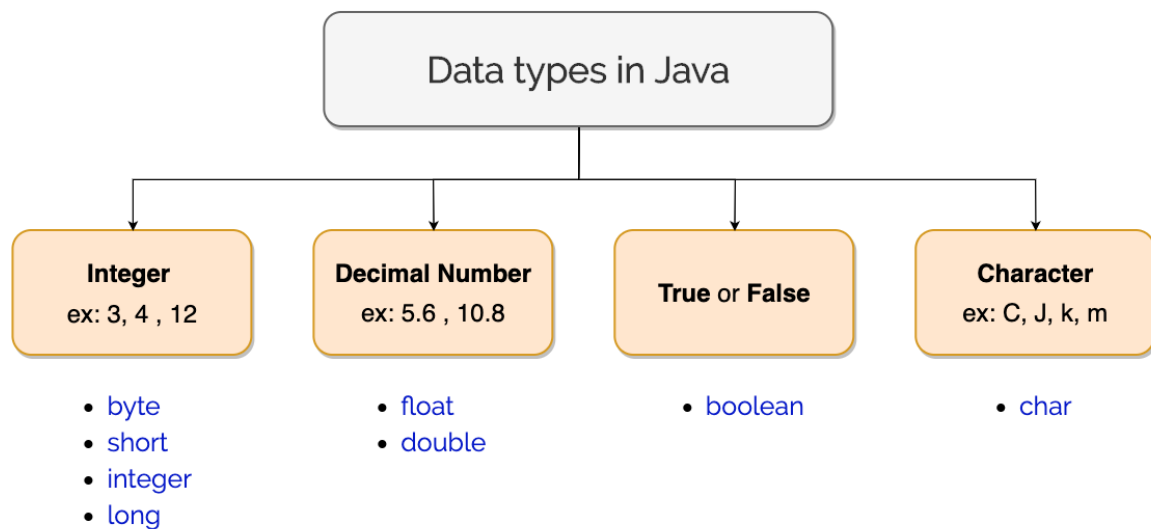 Data types in Java
Integer
ex: 3, 4 , 12
Decimal Number
ex: 5.6 , 10.8
True or False
Character
ex: C, J, k, m
• byte
• short
• integer
• long
• float
• double
• boolean
• char